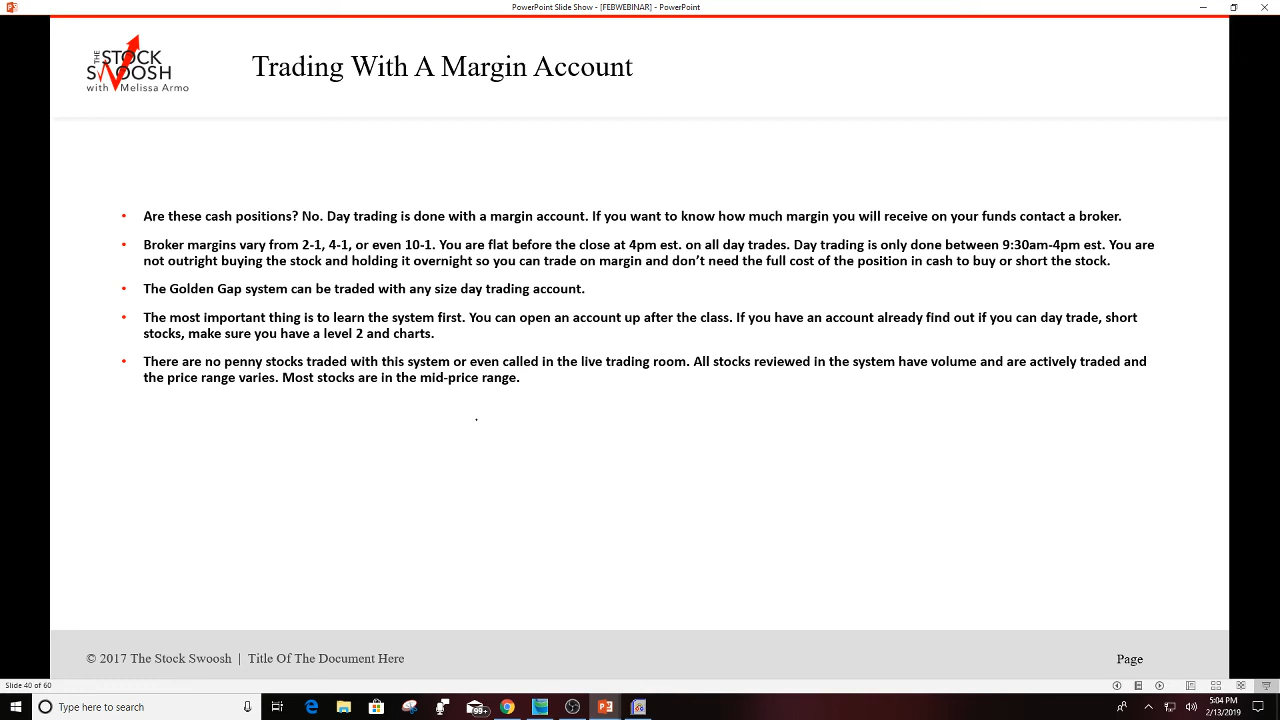 PowerPoint Slide Show - [FEBWEBINAR] - PowerPoint
THE STOCK
SWOOSH
with Melissa Armo
Trading With A Margin Account
• Are these cash positions? No. Day trading is done with a margin account. If you want to know how much margin you will receive on your funds contact a broker.
• Broker margins vary from 2-1, 4-1, or even 10-1. You are flat before the close at 4pm est. on all day trades. Day trading is only done between 9:30am-4pm est. You are
not outright buying the stock and holding it overnight so you can trade on margin and don’t need the full cost of the position in cash to buy or short the stock.
• The Golden Gap system can be traded with any size day trading account.
• The most important thing is to learn the system first. You can open an account up after the class. If you have an account already find out if you can day trade, short
stocks, make sure you have a level 2 and charts.
• There are no penny stocks traded with this system or even called in the live trading room. All stocks reviewed in the system have volume and are actively traded and
the price range varies. Most stocks are in the mid-price range.
© 2017 The Stock Swoosh | Title Of The Document Here
Page
Slide 40 of 60
Type here to search
99+
5:04 PM
2/13/2019